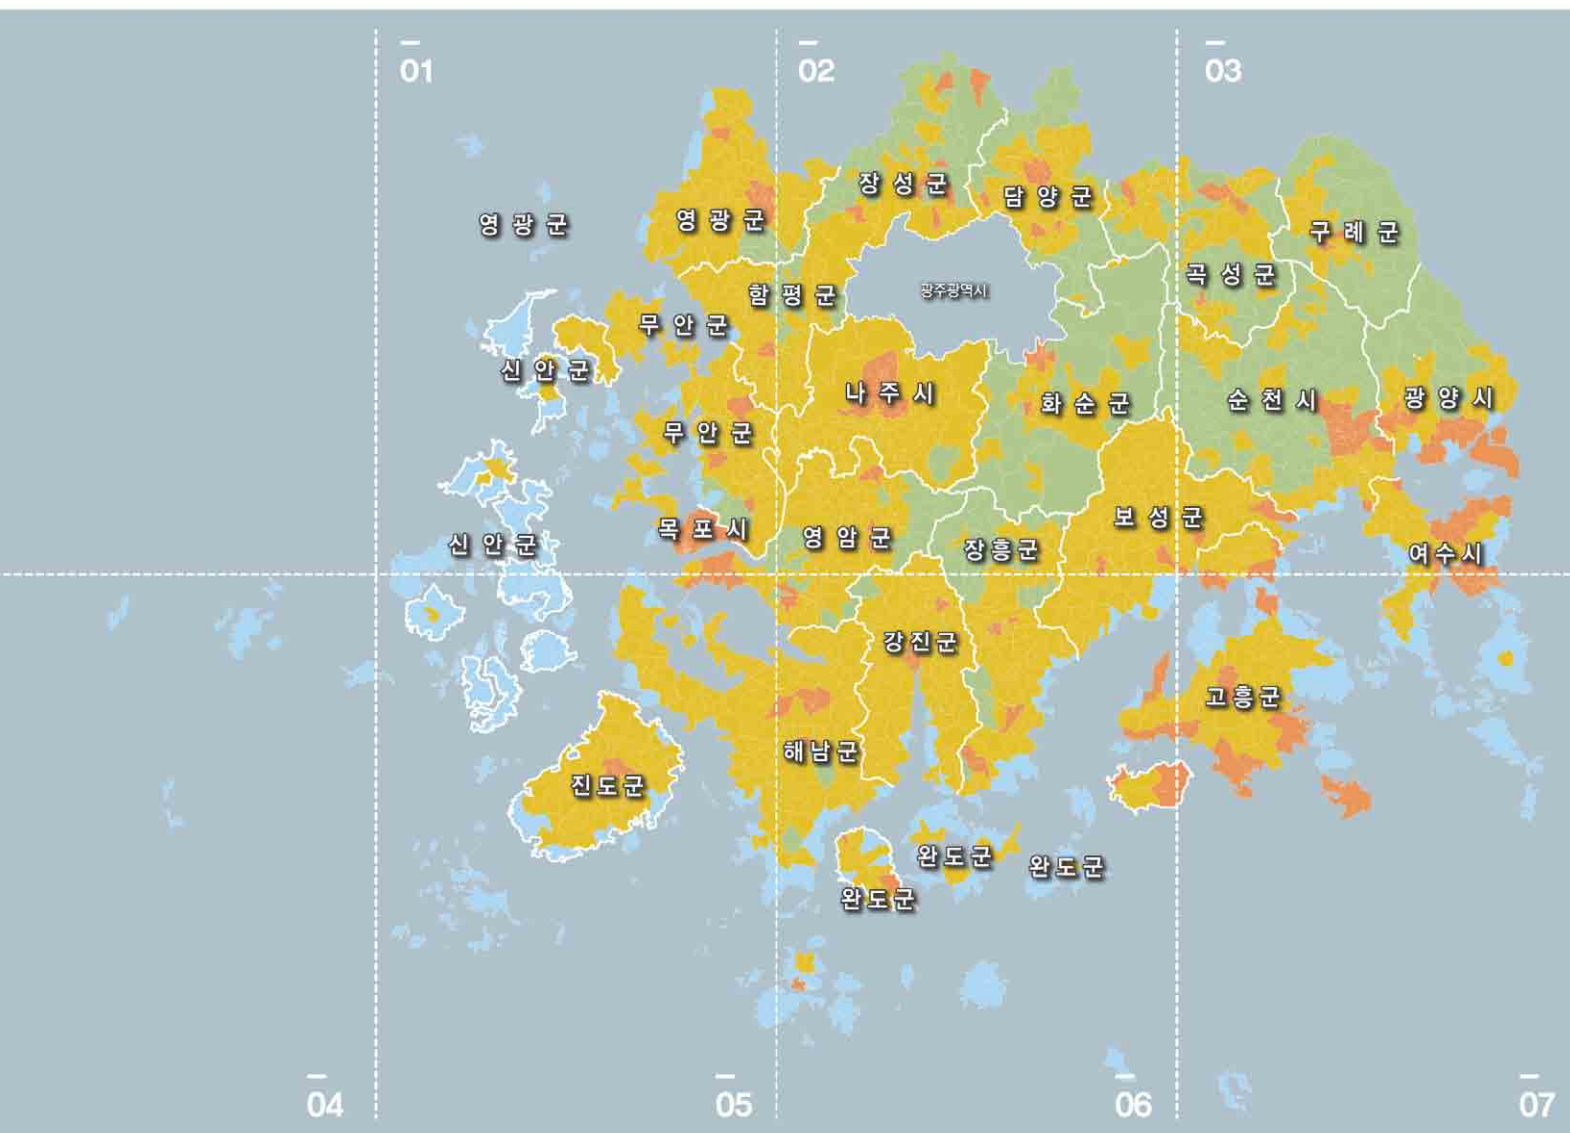 01
02
03
장성군
담양군
영광군
영광군
구례군
곡성군
함평군
광주광역시
무안군
신안군
나주시
화순군
순천시
광양시
무안군
목포시
보성군
신안군
영암군
장흥군
여수시
강진군
고흥군
해남군
진도군
완도군
완도군
완도군
04
05
06
07